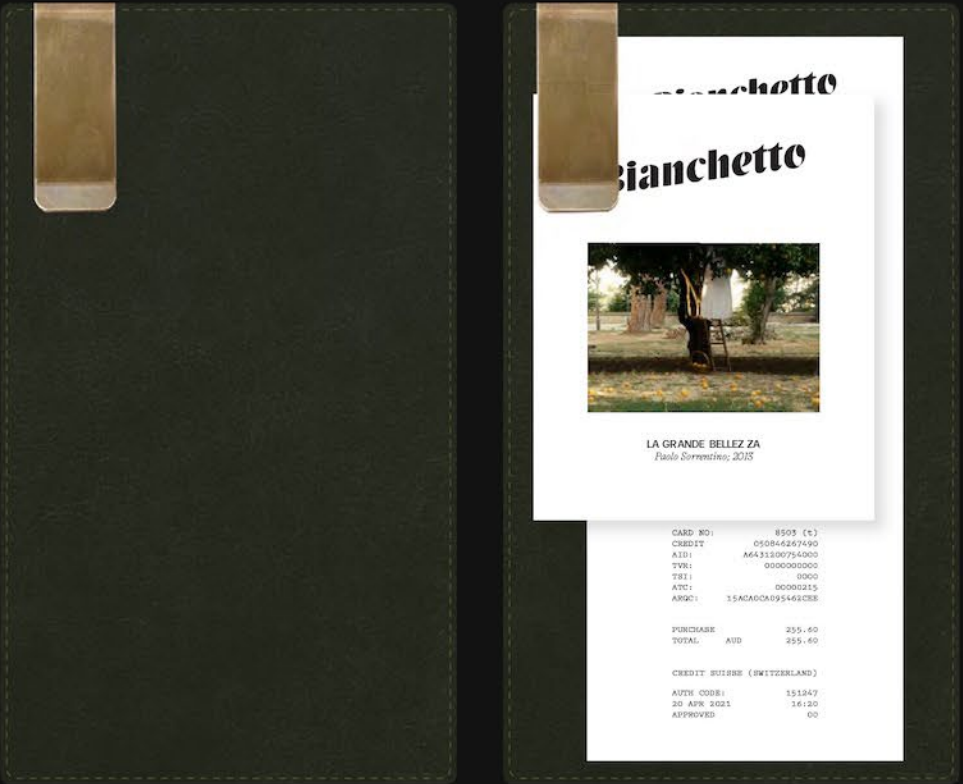 Bianchetto
Bianchetto
LA GRANDE BELLEZ ZA
Paolo Sorrentino; 2013
CARD NO: 8503 (t)
CREDIT 050846267490
AID: A6431200754000
TVR: 0000000000
TSI: 0000
ATC: 00000215
ARQC: 15ACA0CA095462CEE
PURCHASE 255.60
TOTAL AUD 255.60
CREDIT SUISSE (SWITZERLAND)
AUTH CODE: 151247
20 APR 2021 16:20
APPROVED 00